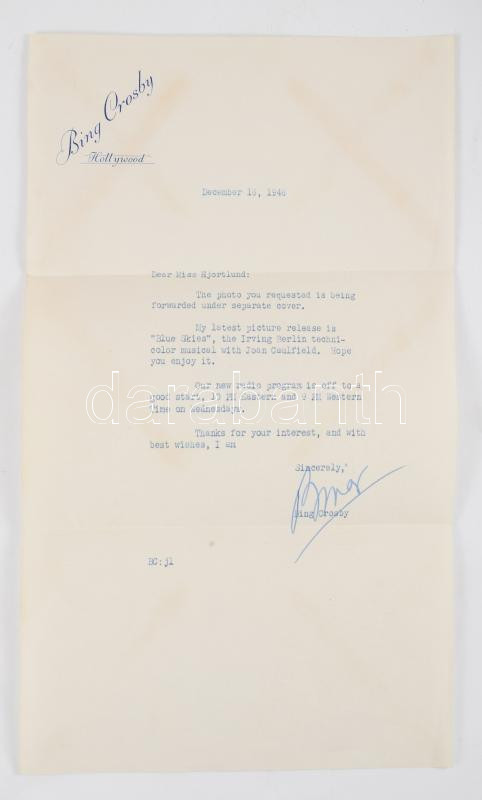 Bing Crosby
Hollywood
December 16, 1946
Dear Miss Hjortlund:
The photo you requested is being
forwarded under separate cover.
My latest picture release is
"Blue Skies", the Irving Berlin techni-
color musical with Joan Caulfield. Hope
you enjoy it.
Our new radio program is off to a
good start, 10 PM Eastern and 9 PM Western
Time on Wednesdays.
darabanth
Thanks for your interest, and with
best wishes, I am
Sincerely,
Bing
Bing Crosby
BC:jl